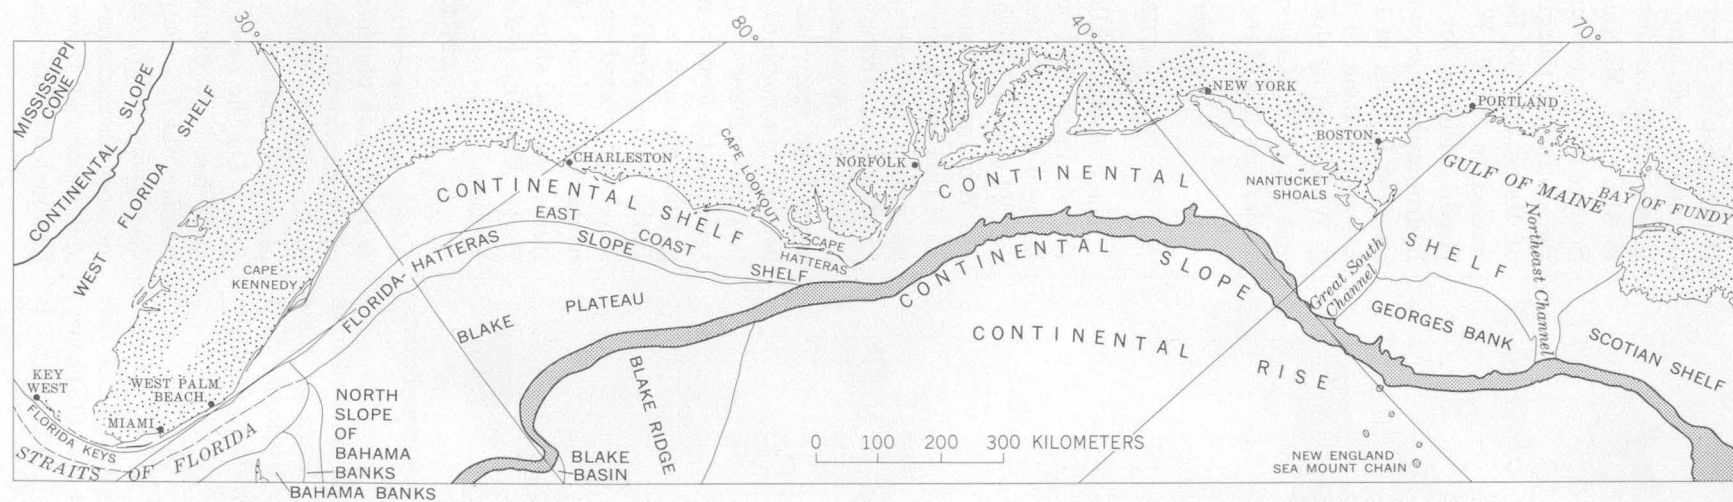 30°
80°
40°
70°
MISSISSIPPI
CONE
CONTINENTAL SLOPE
WEST FLORIDA SHELF
CAPE
KENNEDY
KEY
WEST
WEST PALM
BEACH
MIAMI
FLORIDA KEYS
STRAITS OF FLORIDA
NORTH
SLOPE
OF
BAHAMA
BANKS
BAHAMA BANKS
CHARLESTON
CONTINENTAL SHELF
EAST COAST SHELF
FLORIDA-HATTERAS SLOPE
BLAKE PLATEAU
BLAKE RIDGE
BLAKE
BASIN
CAPE LOOKOUT
CAPE
HATTERAS
NORFOLK
NEW YORK
BOSTON
PORTLAND
NANTUCKET
SHOALS
GULF OF MAINE
BAY OF FUNDY
CONTINENTAL SHELF
CONTINENTAL SLOPE
CONTINENTAL RISE
Great South
Channel
Northeast Channel
GEORGES BANK
SCOTIAN SHELF
0 100 200 300 KILOMETERS
NEW ENGLAND
SEA MOUNT CHAIN